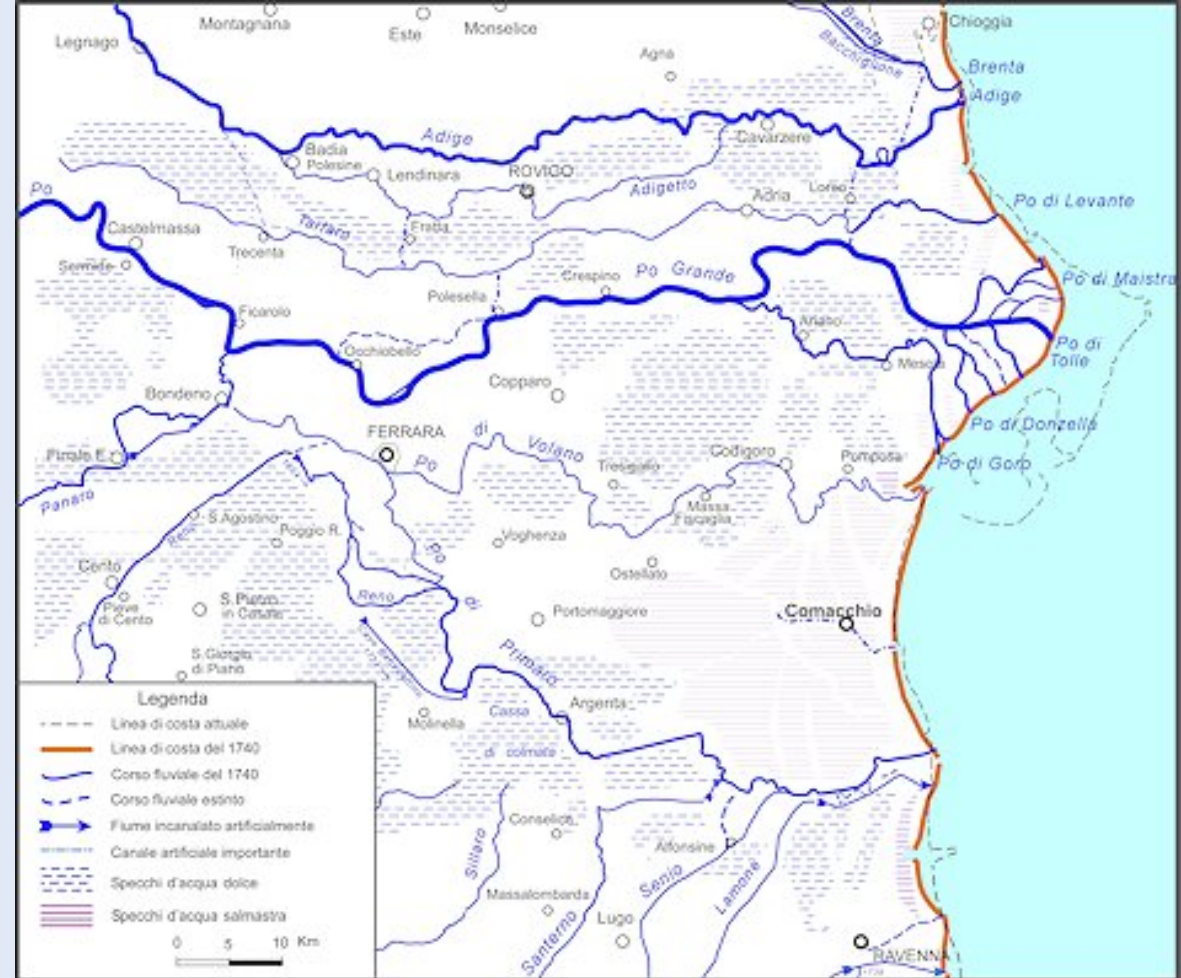 Montagnana
Este
Monselice
Legnago
Chioggia
Brenta
Bacchiglione
Agna
Brenta
Adige
Adige
Cavarzere
Badia
Polesine
Lendinara
ROVIGO
Adigetto
Adria
Loreo
Po di Levante
Po
Castelmassa
Tartaro
Fratta
Trecenta
Sermide
Crespino
Po Grande
Po di Maistra
Polesella
Ficarolo
Ariano
Occhiobello
Mesola
Po di
Tolle
Copparo
Bondeno
Po di Donzella
FERRARA
Po di Volano
Codigoro
Pomposa
Po di Goro
Finale E.
Tresigallo
Panaro
Massa
Fiscaglia
S.Agostino
Reno
Poggio R.
Voghenza
Ostellato
Cento
Pieve
di Cento
S.Pietro
in Casale
Reno
Portomaggiore
Comacchio
S.Giorgio
di Piano
Po di Primaro
Argenta
Molinella
Cassa
di colmata
Conselice
Alfonsine
Sillaro
Senio
Lamone
Massalombarda
Santerno
Lugo
RAVENNA
Legenda
Linea di costa attuale
Linea di costa del 1740
Corso fluviale del 1740
Corso fluviale estinto
Fiume incanalato artificialmente
Canale artificiale importante
Specchi d'acqua dolce
Specchi d'acqua salmastra
0 5 10 Km